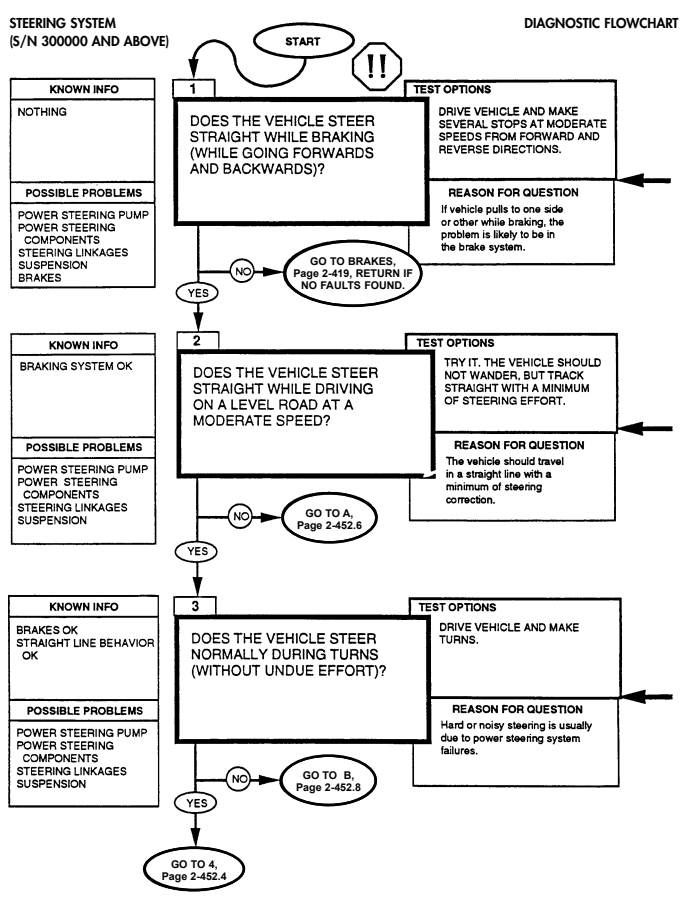 STEERING SYSTEM
(S/N 300000 AND ABOVE)
DIAGNOSTIC FLOWCHART
START
!!
KNOWN INFO
NOTHING
POSSIBLE PROBLEMS
POWER STEERING PUMP
POWER STEERING
COMPONENTS
STEERING LINKAGES
SUSPENSION
BRAKES
1
DOES THE VEHICLE STEER
STRAIGHT WHILE BRAKING
(WHILE GOING FORWARDS
AND BACKWARDS)?
TEST OPTIONS
DRIVE VEHICLE AND MAKE
SEVERAL STOPS AT MODERATE
SPEEDS FROM FORWARD AND
REVERSE DIRECTIONS.
REASON FOR QUESTION
If vehicle pulls to one side
or other while braking, the
problem is likely to be in
the brake system.
NO
GO TO BRAKES,
Page 2-419, RETURN IF
NO FAULTS FOUND.
YES
KNOWN INFO
BRAKING SYSTEM OK
POSSIBLE PROBLEMS
POWER STEERING PUMP
POWER STEERING
COMPONENTS
STEERING LINKAGES
SUSPENSION
2
DOES THE VEHICLE STEER
STRAIGHT WHILE DRIVING
ON A LEVEL ROAD AT A
MODERATE SPEED?
TEST OPTIONS
TRY IT. THE VEHICLE SHOULD
NOT WANDER, BUT TRACK
STRAIGHT WITH A MINIMUM
OF STEERING EFFORT.
REASON FOR QUESTION
The vehicle should travel
in a straight line with a
minimum of steering
correction.
NO
GO TO A,
Page 2-452.6
YES
KNOWN INFO
BRAKES OK
STRAIGHT LINE BEHAVIOR
OK
POSSIBLE PROBLEMS
POWER STEERING PUMP
POWER STEERING
COMPONENTS
STEERING LINKAGES
SUSPENSION
3
DOES THE VEHICLE STEER
NORMALLY DURING TURNS
(WITHOUT UNDUE EFFORT)?
TEST OPTIONS
DRIVE VEHICLE AND MAKE
TURNS.
REASON FOR QUESTION
Hard or noisy steering is usually
due to power steering system
failures.
NO
GO TO B,
Page 2-452.8
YES
GO TO 4,
Page 2-452.4